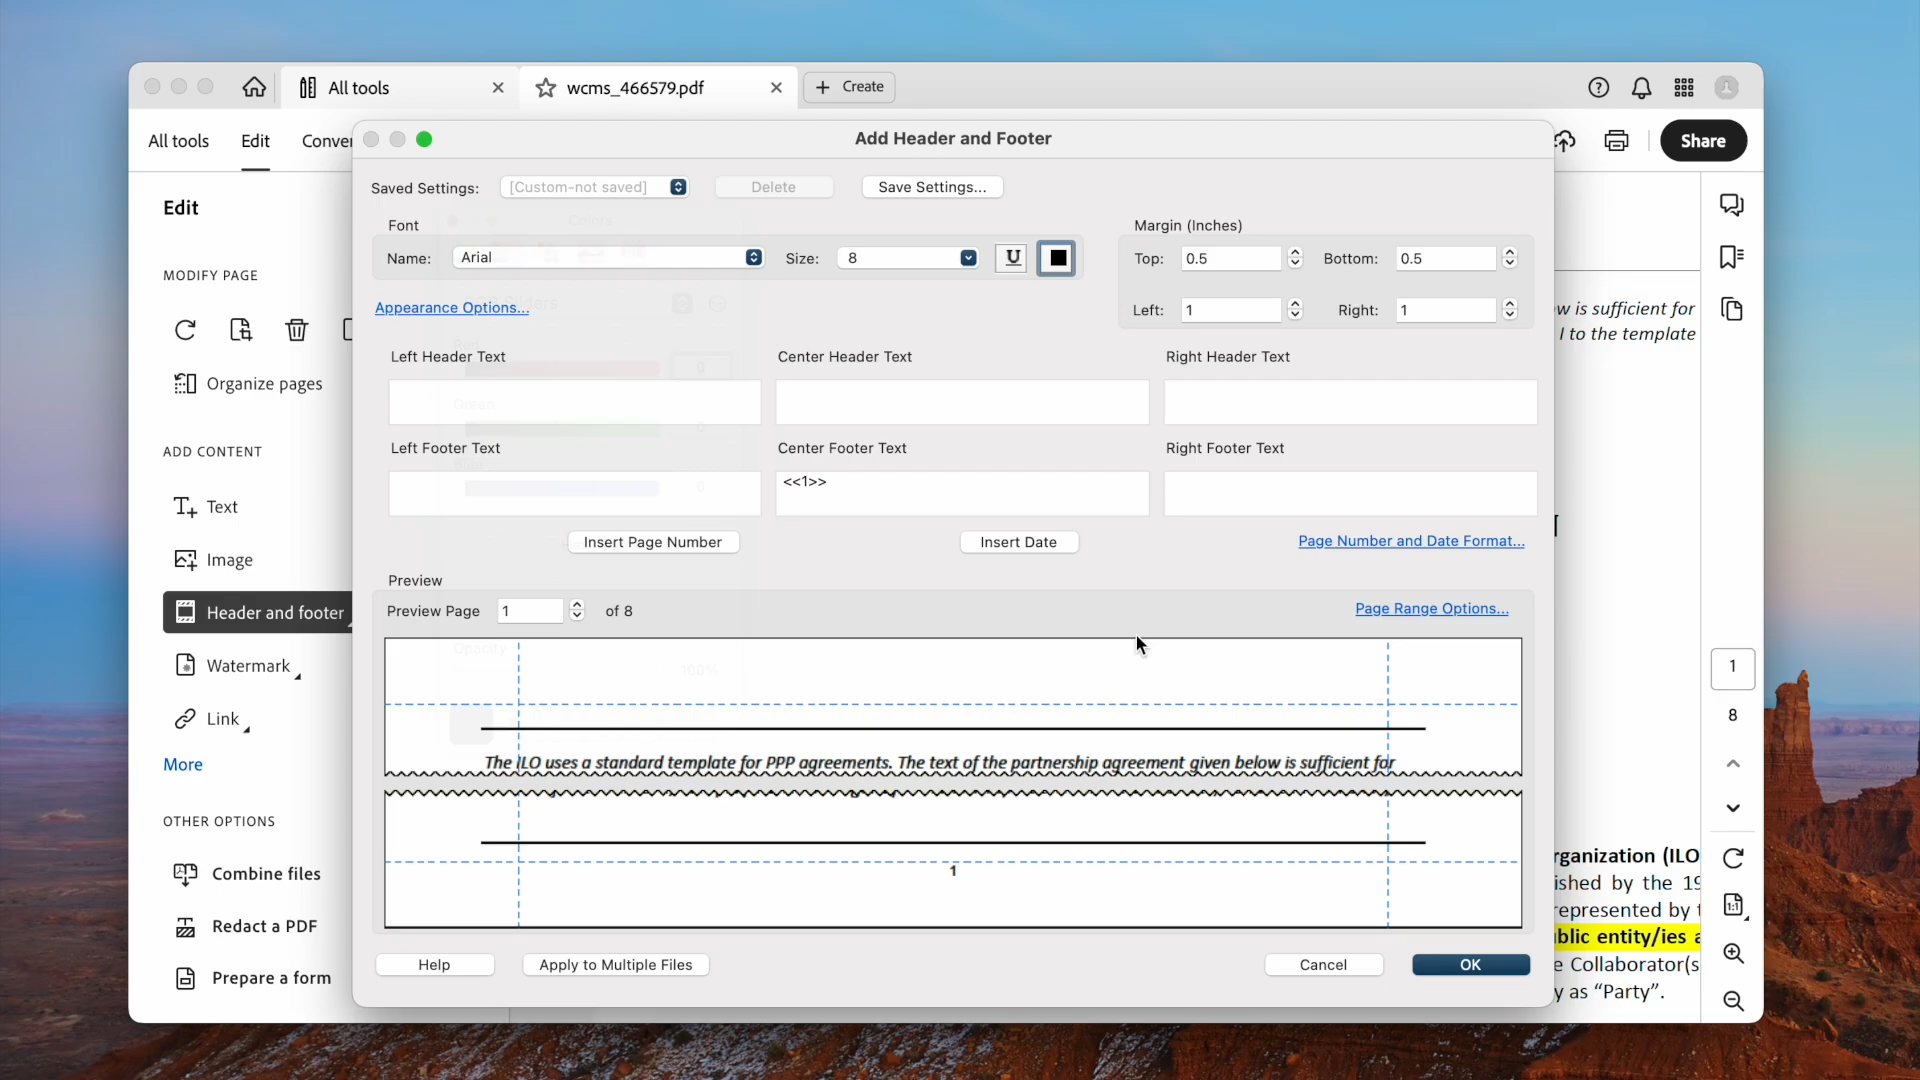 All tools
wcms_466579.pdf
Create
All tools
Edit
Conver
Add Header and Footer
Share
Edit
Saved Settings:
[Custom-not saved]
Delete
Save Settings...
Font
Margin (Inches)
Name:
Arial
Size:
8
U
Top:
0.5
Bottom:
0.5
MODIFY PAGE
Appearance Options...
Left:
1
Right:
1
w is sufficient for
l to the template
Organize pages
Left Header Text
Center Header Text
Right Header Text
ADD CONTENT
Left Footer Text
Center Footer Text
Right Footer Text
<<1>>
Text
Insert Page Number
Insert Date
Page Number and Date Format...
Image
Preview
Header and footer
Preview Page
1
of 8
Page Range Options...
Watermark
1
Link
8
More
The ILO uses a standard template for PPP agreements. The text of the partnership agreement given below is sufficient for
OTHER OPTIONS
1
Combine files
rganization (ILO
ished by the 19
epresented by t
Redact a PDF
blic entity/ies a
Help
Apply to Multiple Files
Cancel
OK
e Collaborator(s
Prepare a form
y as “Party”.